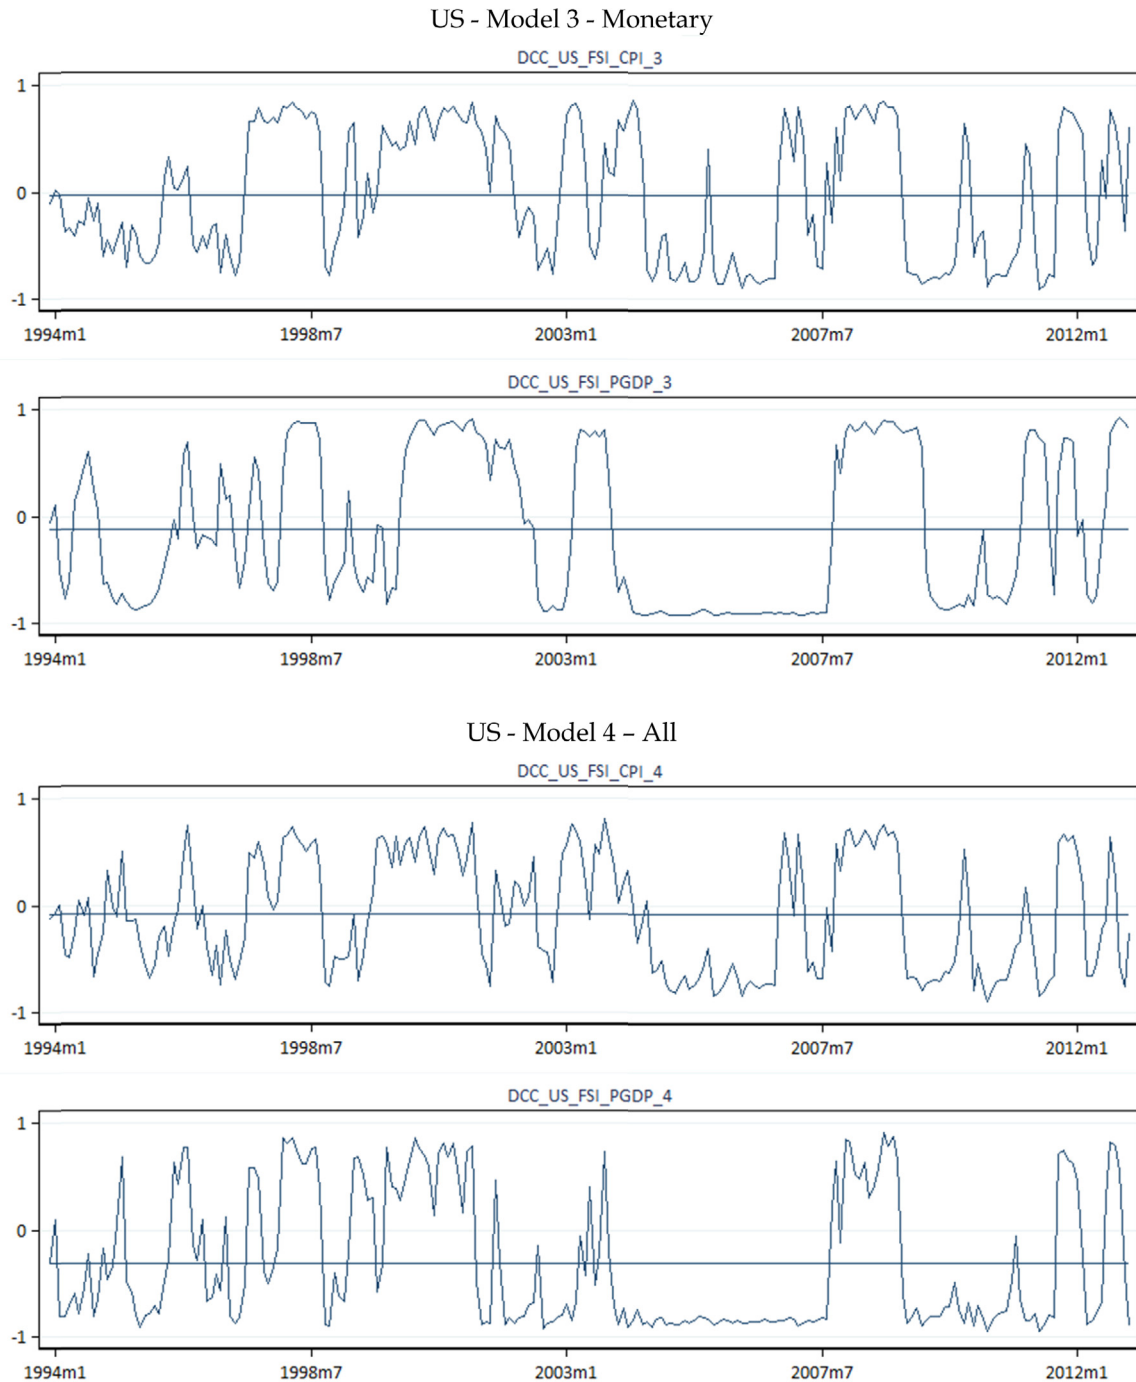 US - Model 3 - Monetary
DCC_US_FSI_CPI_3
1
0
-1
1994m1 1998m7 2003m1 2007m7 2012m1
DCC_US_FSI_PGDP_3
1
0
-1
1994m1 1998m7 2003m1 2007m7 2012m1
US - Model 4 – All
DCC_US_FSI_CPI_4
1
0
-1
1994m1 1998m7 2003m1 2007m7 2012m1
DCC_US_FSI_PGDP_4
1
0
-1
1994m1 1998m7 2003m1 2007m7 2012m1